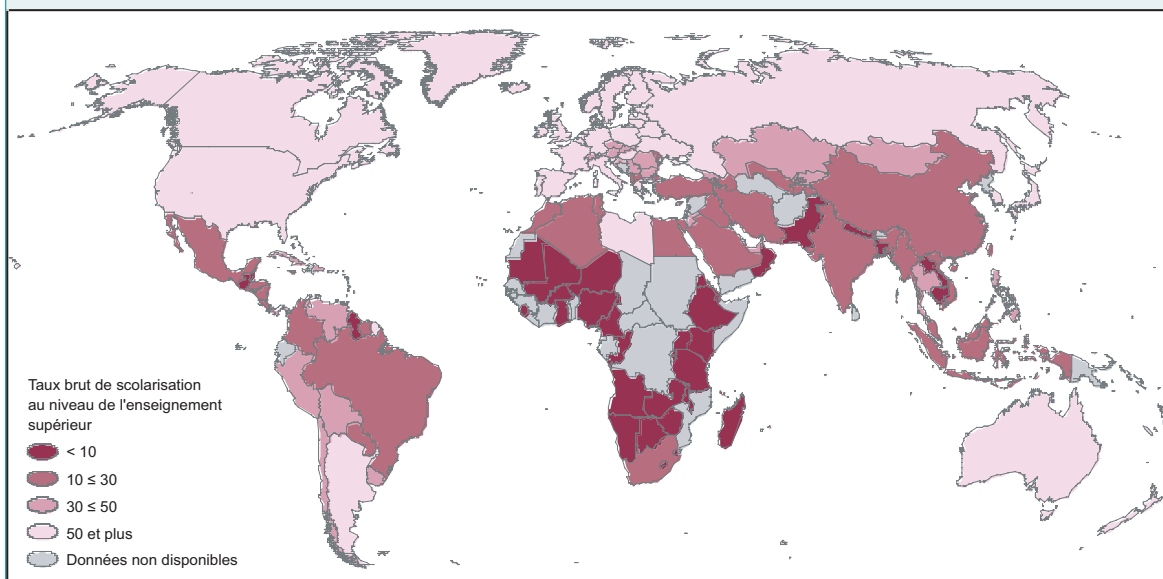 Taux brut de scolarisation
au niveau de l'enseignement
supérieur
< 10
10 ≤ 30
30 ≤ 50
50 et plus
Données non disponibles